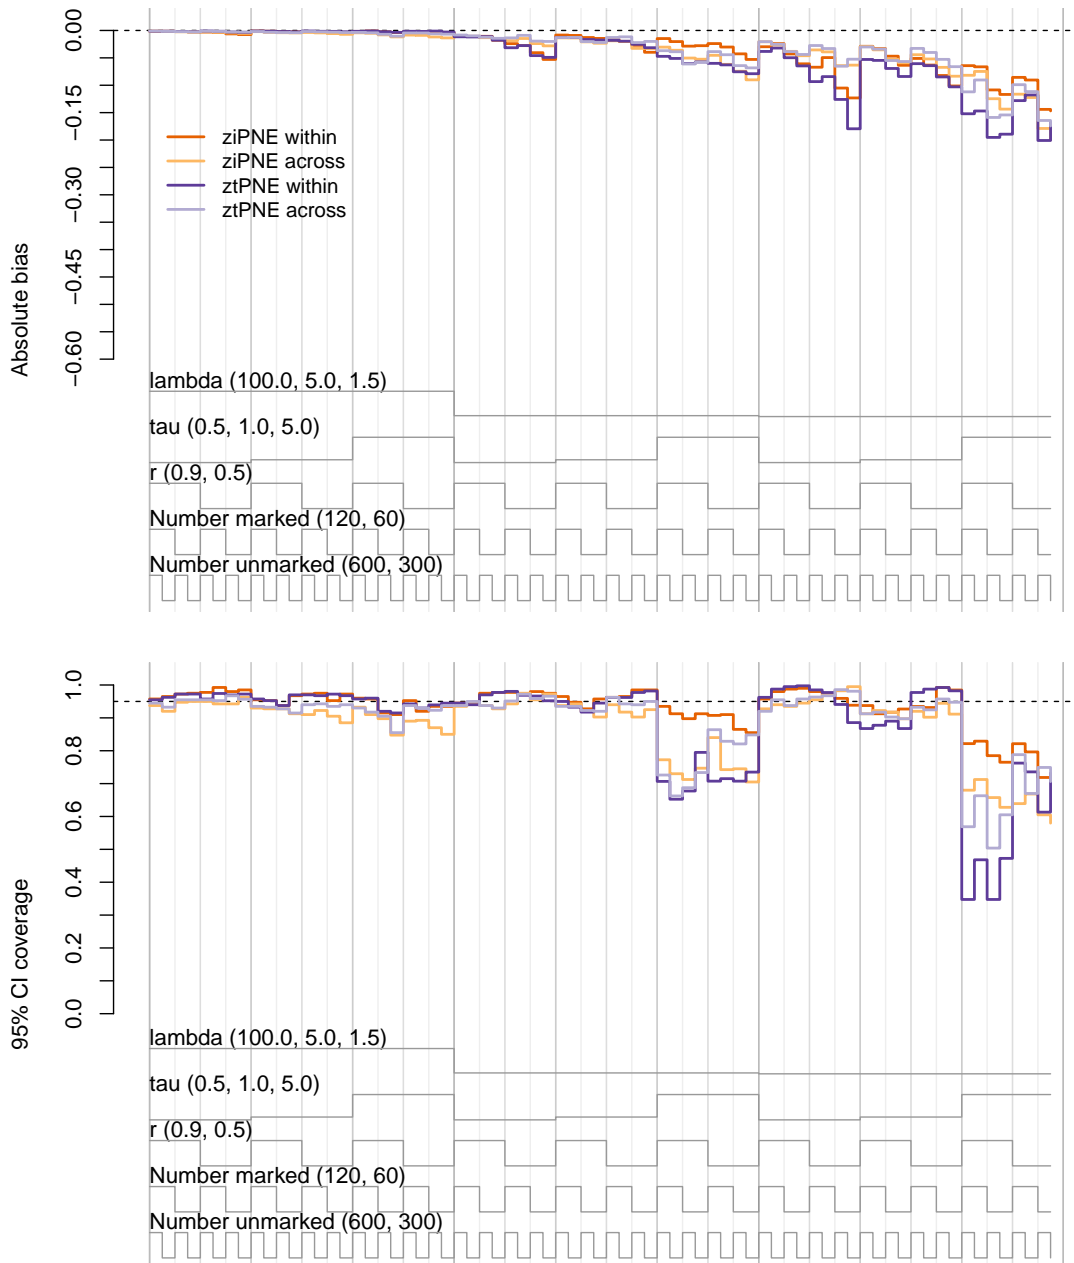 0.00
−0.15
−0.30
−0.45
−0.60
Absolute bias
ziPNE within
ziPNE across
ztPNE within
ztPNE across
lambda (100.0, 5.0, 1.5)
tau (0.5, 1.0, 5.0)
r (0.9, 0.5)
Number marked (120, 60)
Number unmarked (600, 300)
1.0
0.8
0.6
0.4
0.2
0.0
95% CI coverage
lambda (100.0, 5.0, 1.5)
tau (0.5, 1.0, 5.0)
r (0.9, 0.5)
Number marked (120, 60)
Number unmarked (600, 300)